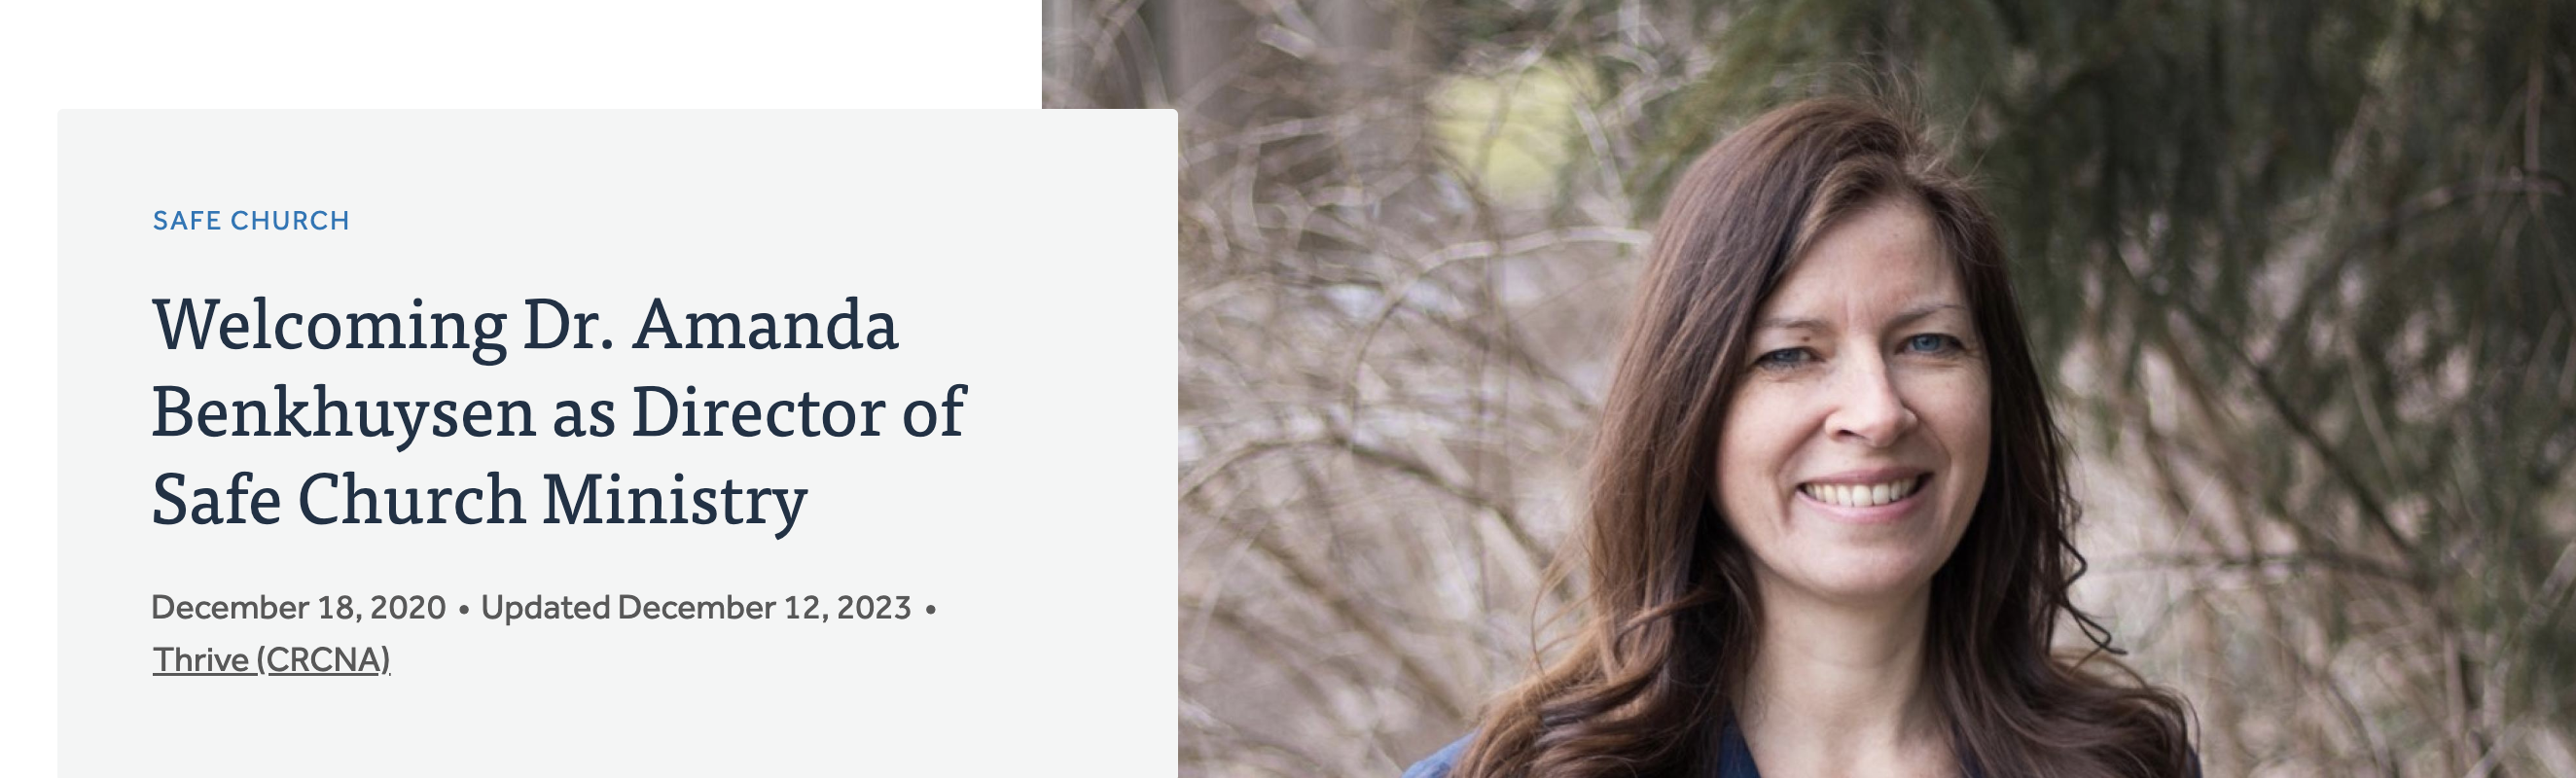 SAFE CHURCH
Welcoming Dr. Amanda
Benkhuysen as Director of
Safe Church Ministry
December 18, 2020 • Updated December 12, 2023 •
Thrive (CRCNA)